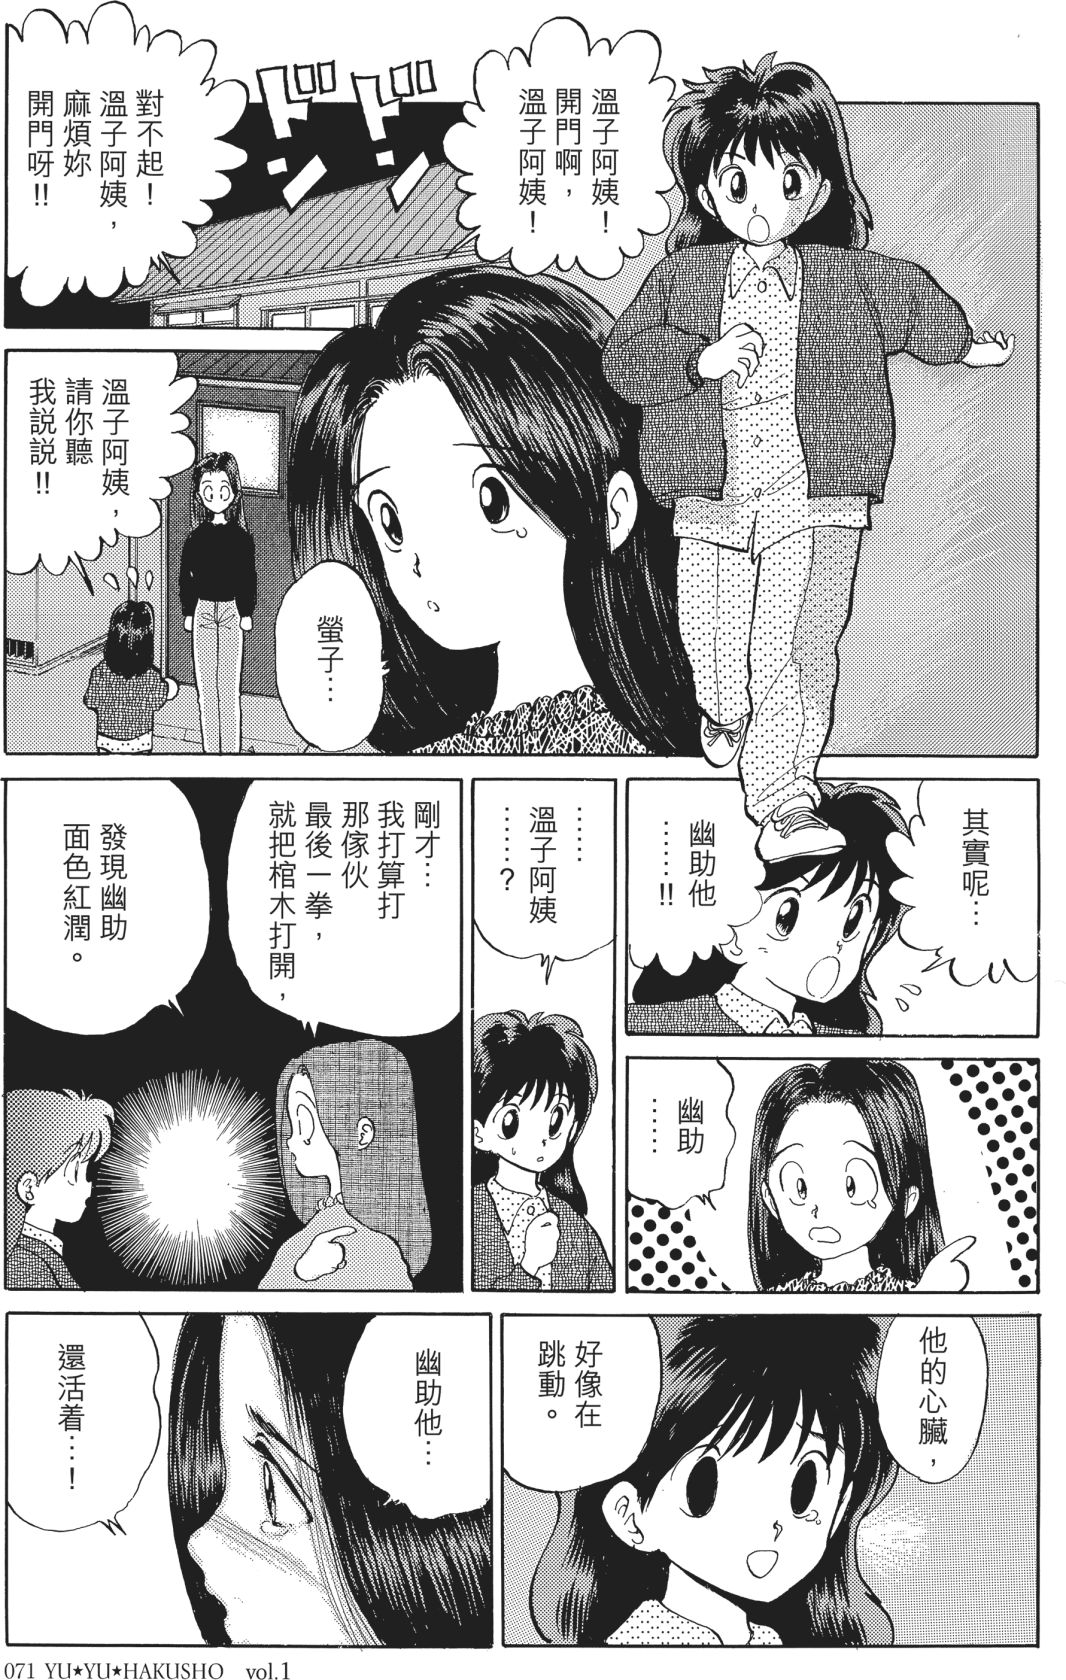 溫子阿姨！
開門啊，
溫子阿姨！
ドンドン
對不起！
溫子阿姨，
麻煩妳
開門呀!!
溫子阿姨，
請你聽
我説説!!
螢子…
其實呢…
幽助他
……!!
幽助
……
……
溫子阿姨
……?
剛才…
我打算打
那傢伙
最後一拳，
就把棺木打開，
發現幽助
面色紅潤。
他的心臟，
好像在
跳動。
幽助他…
還活着…！
071 YU★YU★HAKUSHO vol.1